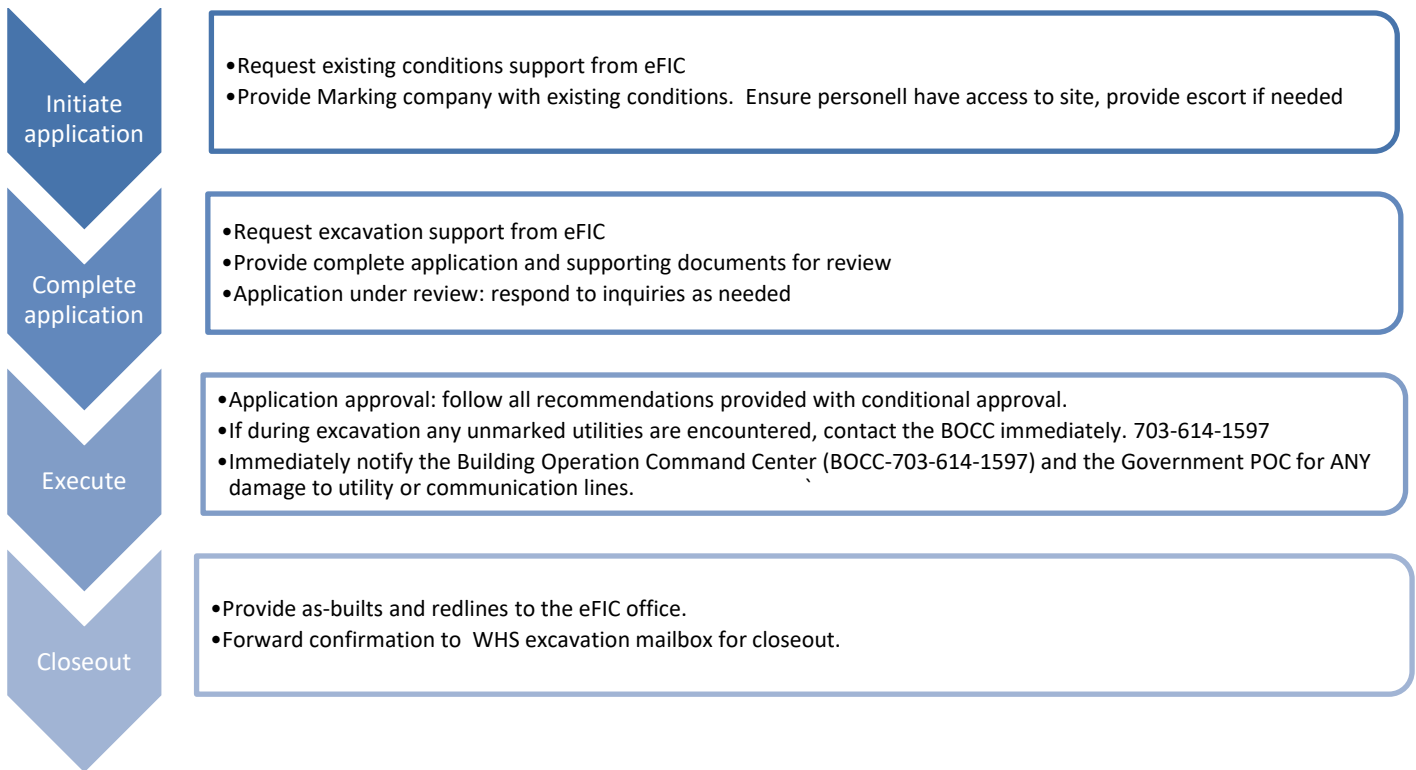 Initiate
application
•Request existing conditions support from eFIC
•Provide Marking company with existing conditions.  Ensure personell have access to site, provide escort if needed
Complete
application
•Request excavation support from eFIC
•Provide complete application and supporting documents for review
•Application under review: respond to inquiries as needed
Execute
•Application approval: follow all recommendations provided with conditional approval.
•If during excavation any unmarked utilities are encountered, contact the BOCC immediately. 703-614-1597
•Immediately notify the Building Operation Command Center (BOCC-703-614-1597) and the Government POC for ANY
damage to utility or communication lines. `
Closeout
•Provide as-builts and redlines to the eFIC office.
•Forward confirmation to  WHS excavation mailbox for closeout.